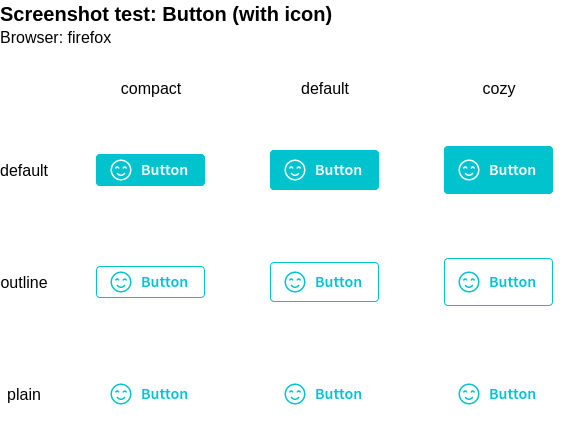 Screenshot test: Button (with icon)
Browser: firefox
compact default cozy
default Button Button Button
outline Button Button Button
plain Button Button Button